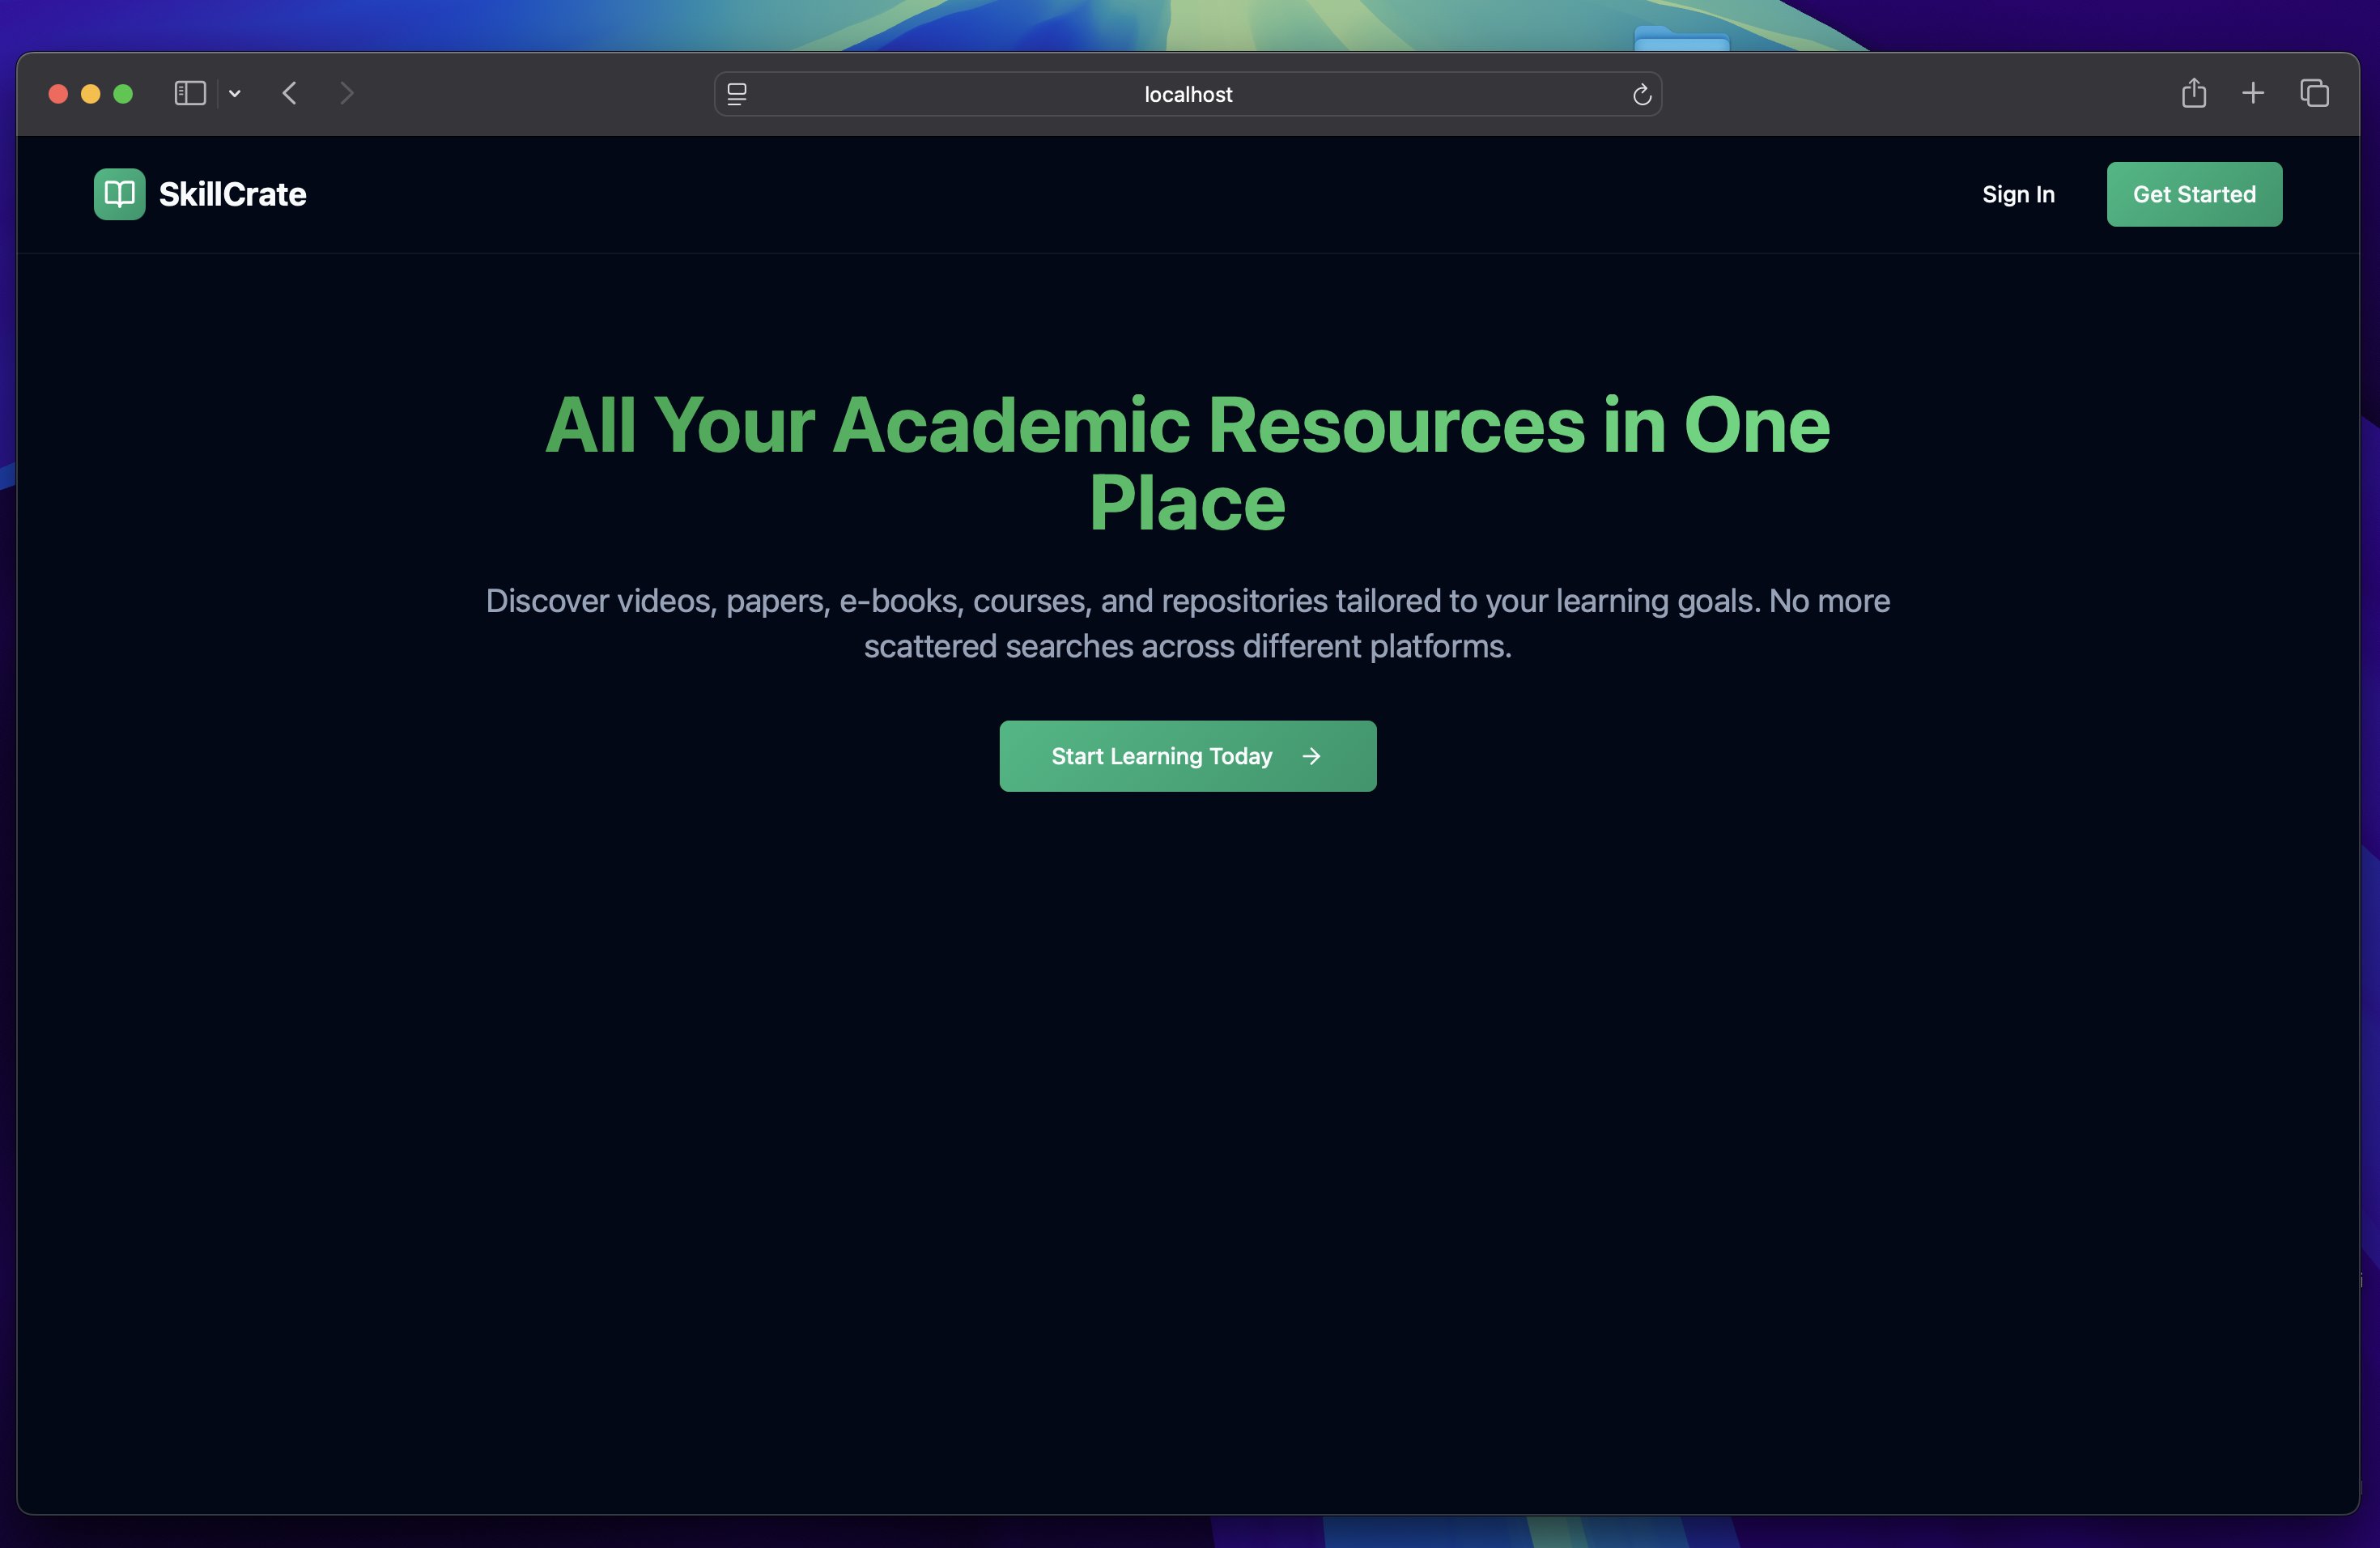 localhost
SkillCrate
Sign In
Get Started
All Your Academic Resources in One
Place
Discover videos, papers, e-books, courses, and repositories tailored to your learning goals. No more
scattered searches across different platforms.
Start Learning Today